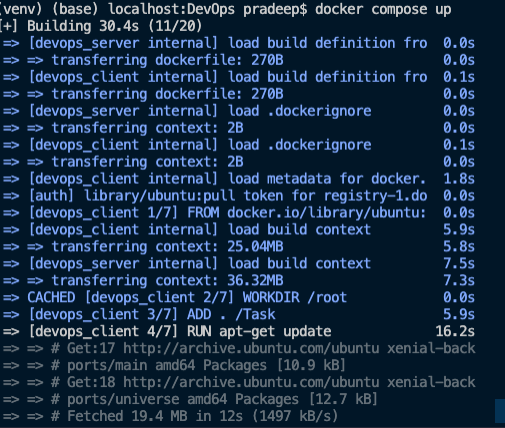 (venv) (base) localhost:DevOps pradeep$ docker compose up
[+] Building 30.4s (11/20)
=> [devops_server internal] load build definition fro 0.0s
=> => transferring dockerfile: 270B 0.0s
=> [devops_client internal] load build definition fro 0.1s
=> => transferring dockerfile: 270B 0.0s
=> [devops_server internal] load .dockerignore 0.0s
=> => transferring context: 2B 0.0s
=> [devops_client internal] load .dockerignore 0.1s
=> => transferring context: 2B 0.0s
=> [devops_client internal] load metadata for docker. 1.8s
=> [auth] library/ubuntu:pull token for registry-1.do 0.0s
=> [devops_client 1/7] FROM docker.io/library/ubuntu: 0.0s
=> [devops_client internal] load build context 5.9s
=> => transferring context: 25.04MB 5.8s
=> [devops_server internal] load build context 7.5s
=> => transferring context: 36.32MB 7.3s
=> CACHED [devops_client 2/7] WORKDIR /root 0.0s
=> [devops_client 3/7] ADD . /Task 5.9s
=> [devops_client 4/7] RUN apt-get update 16.2s
=> => # Get:17 http://archive.ubuntu.com/ubuntu xenial-back
=> => # ports/main amd64 Packages [10.9 kB]
=> => # Get:18 http://archive.ubuntu.com/ubuntu xenial-back
=> => # ports/universe amd64 Packages [12.7 kB]
=> => # Fetched 19.4 MB in 12s (1497 kB/s)